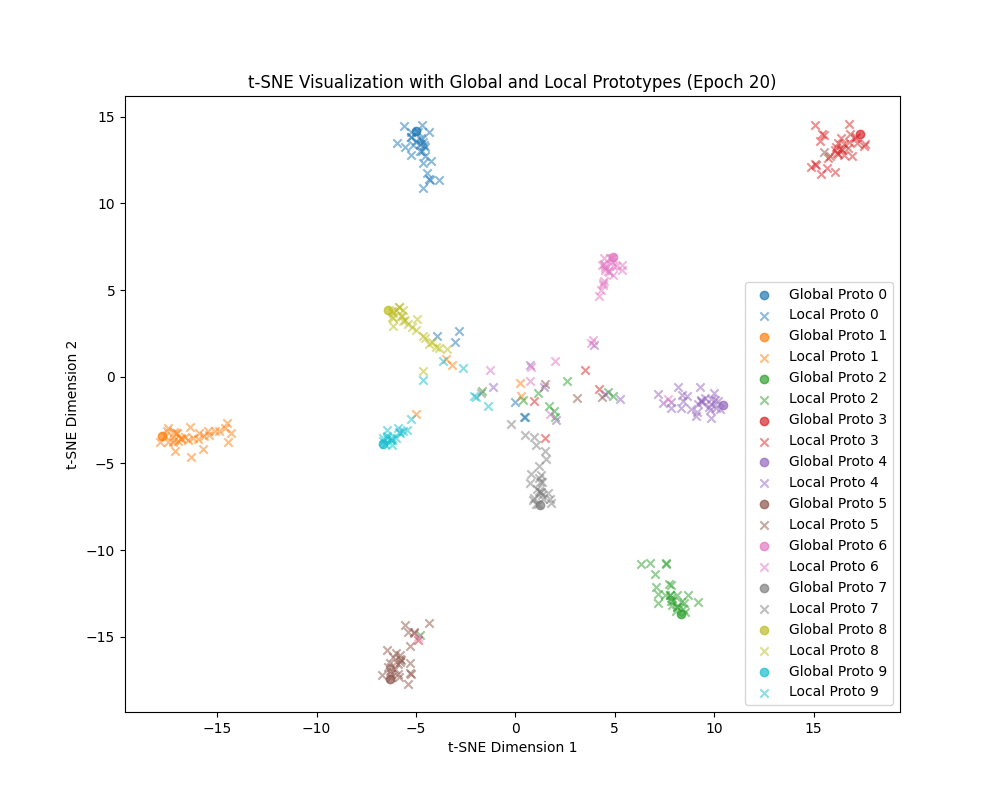 t-SNE Visualization with Global and Local Prototypes (Epoch 20)
t-SNE Dimension 2
15
10
5
0
−5
−10
−15
Global Proto 0
Local Proto 0
Global Proto 1
Local Proto 1
Global Proto 2
Local Proto 2
Global Proto 3
Local Proto 3
Global Proto 4
Local Proto 4
Global Proto 5
Local Proto 5
Global Proto 6
Local Proto 6
Global Proto 7
Local Proto 7
Global Proto 8
Local Proto 8
Global Proto 9
Local Proto 9
−15 −10 −5 0 5 10 15
t-SNE Dimension 1